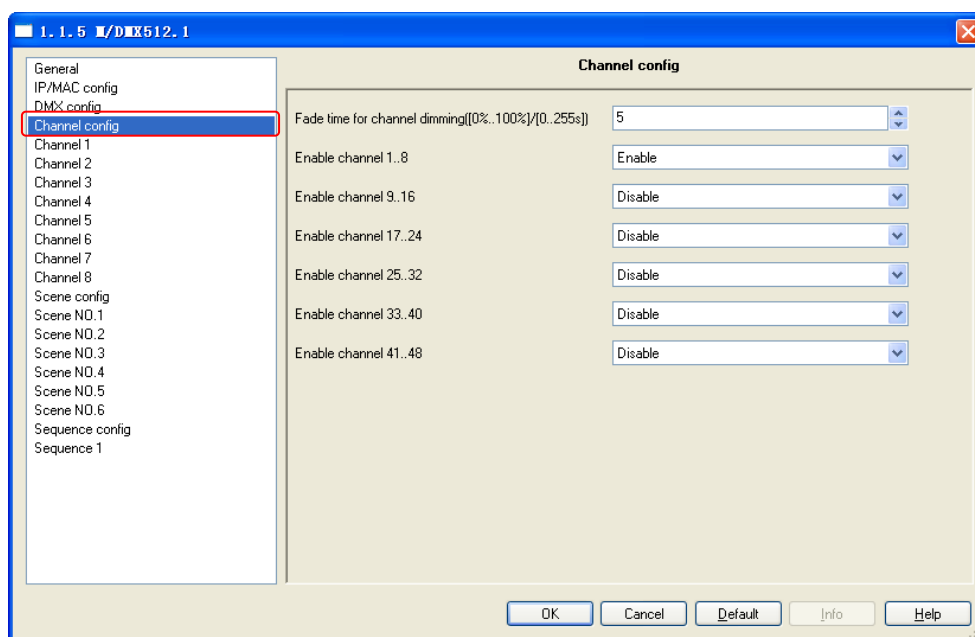 1.1.5 M/DMX512.1
General
IP/MAC config
DMX config
Channel config
Channel 1
Channel 2
Channel 3
Channel 4
Channel 5
Channel 6
Channel 7
Channel 8
Scene config
Scene NO.1
Scene NO.2
Scene NO.3
Scene NO.4
Scene NO.5
Scene NO.6
Sequence config
Sequence 1
Channel config
Fade time for channel dimming([0%..100%]/[0..255s]) 5
Enable channel 1..8 Enable
Enable channel 9..16 Disable
Enable channel 17..24 Disable
Enable channel 25..32 Disable
Enable channel 33..40 Disable
Enable channel 41..48 Disable
OK Cancel Default Info Help